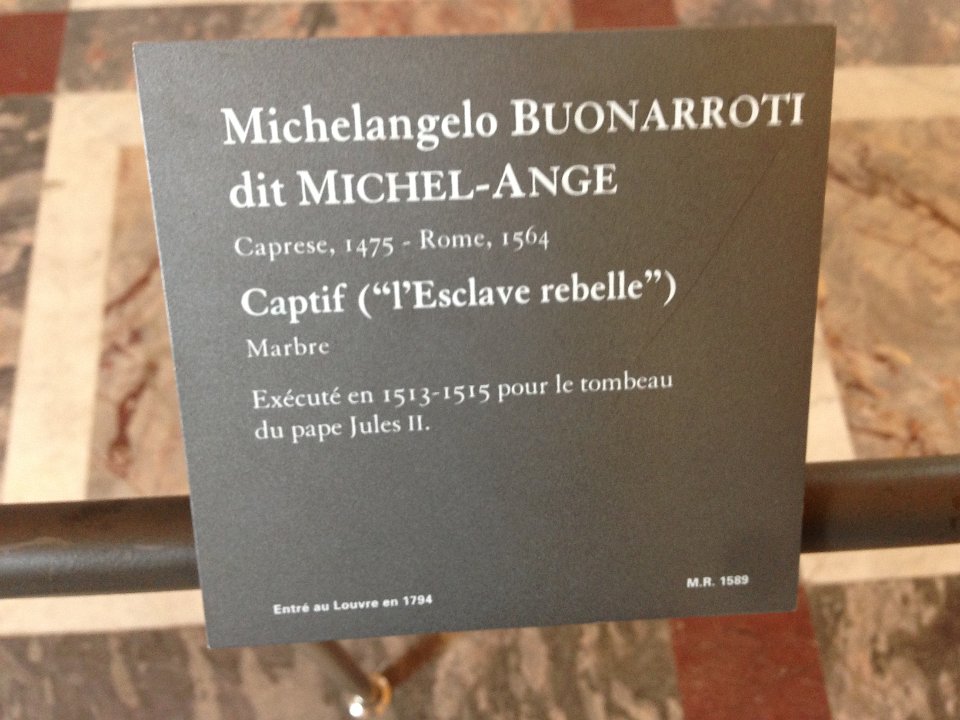 Michelangelo BUONARROTI
dit MICHEL-ANGE
Caprese, 1475 - Rome, 1564
Captif (“l’Esclave rebelle”)
Marbre
Exécuté en 1513-1515 pour le tombeau
du pape Jules II.
Entré au Louvre en 1794
M.R. 1589